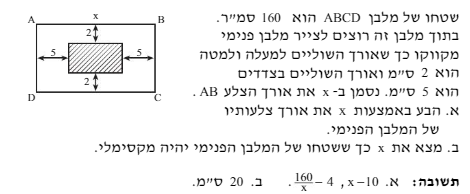 A x B
2
5 5
2
D C
שטחו של מלבן ABCD הוא 160 סמ"ר.
בתוך מלבן זה רוצים לצייר מלבן פנימי
מקווקו כך שאורך השוליים למעלה ולמטה
הוא 2 ס"מ ואורך השוליים בצדדים
הוא 5 ס"מ. נסמן ב-x את אורך הצלע AB.
א. הבע באמצעות x את אורך צלעותיו
של המלבן הפנימי.
ב. מצא את x כך ששטחו של המלבן הפנימי יהיה מקסימלי.
תשובה: א. x−10 , 160/x − 4. ב. 20 ס"מ.